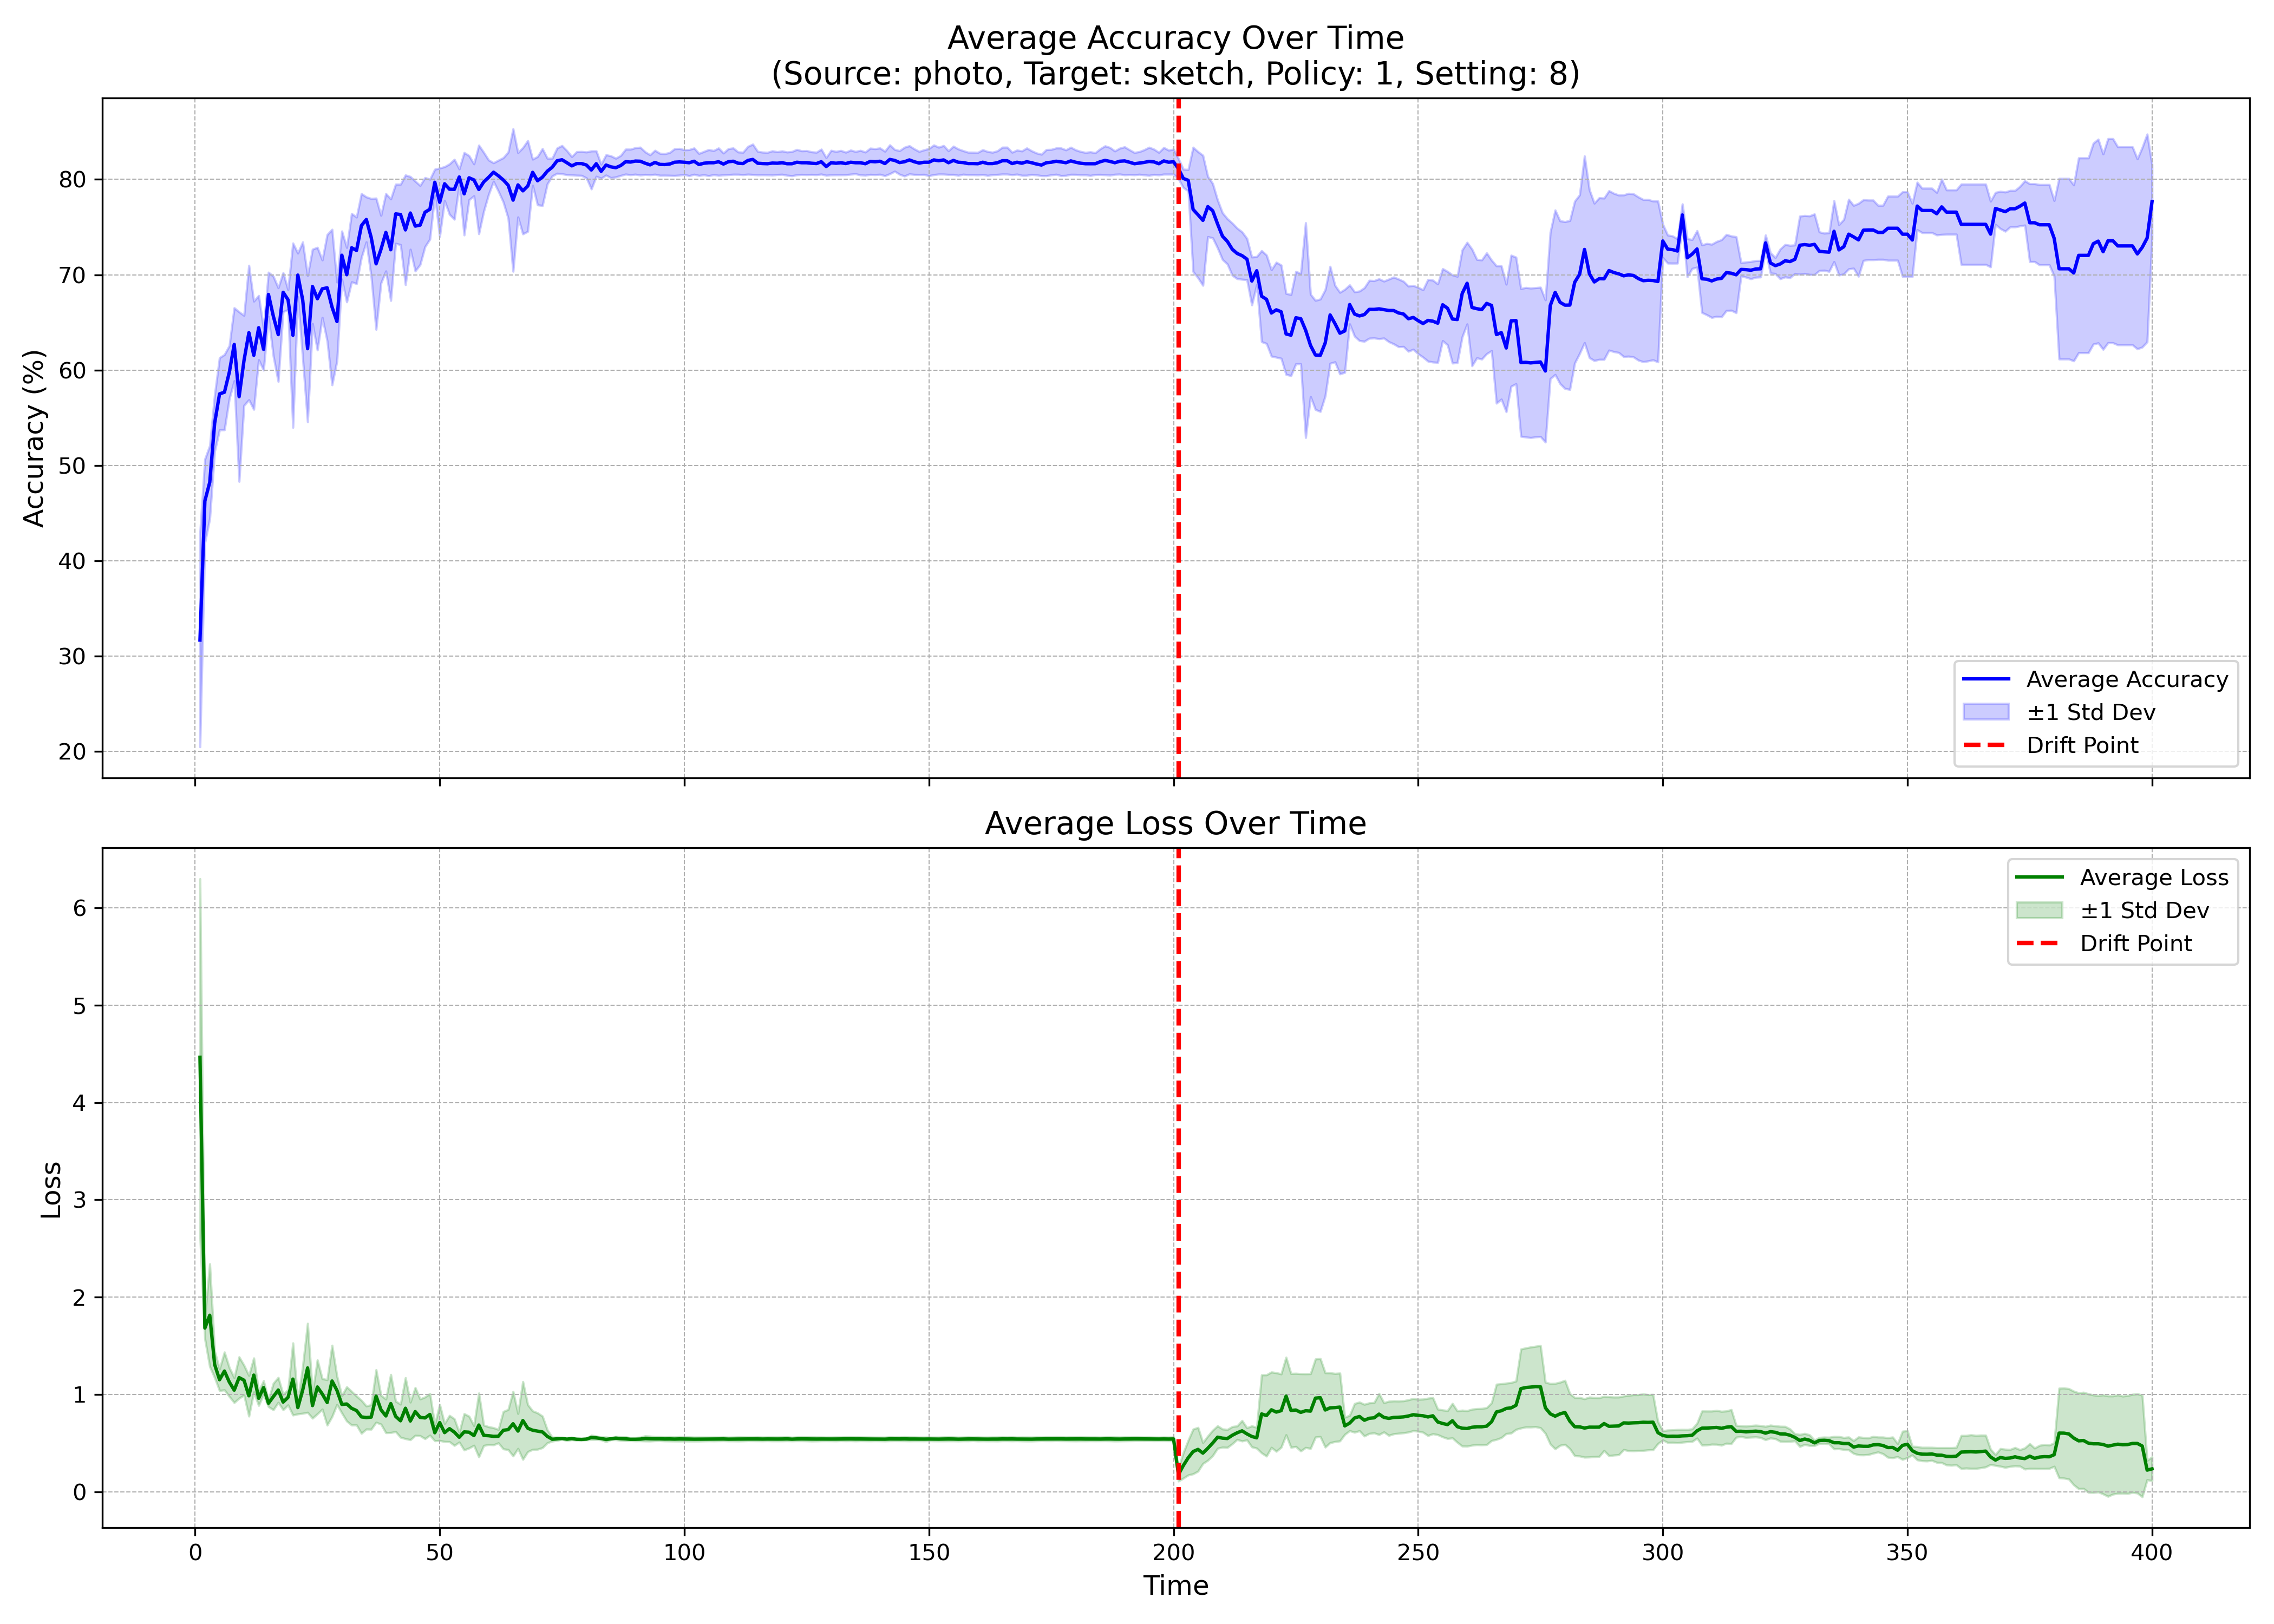 Average Accuracy Over Time
(Source: photo, Target: sketch, Policy: 1, Setting: 8)
Accuracy (%)
80
70
60
50
40
30
20
Average Accuracy
±1 Std Dev
Drift Point
Average Loss Over Time
Loss
6
5
4
3
2
1
0
Average Loss
±1 Std Dev
Drift Point
0 50 100 150 200 250 300 350 400
Time